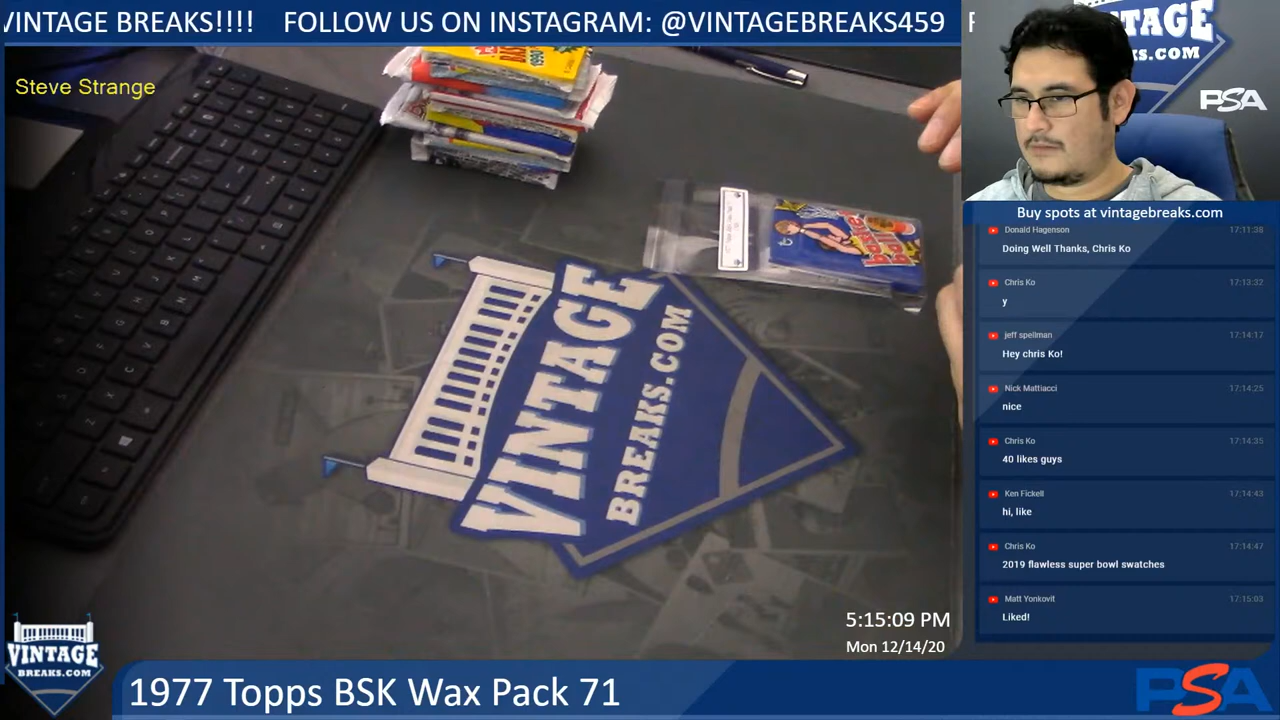 VINTAGE BREAKS!!!! FOLLOW US ON INSTAGRAM: @VINTAGEBREAKS459
Steve Strange
PSA
Buy spots at vintagebreaks.com
Donald Hagenson 17:11:38
Doing Well Thanks, Chris Ko
Chris Ko 17:13:32
y
jeff spellman 17:14:17
Hey chris Ko!
Nick Mattiacci 17:14:25
nice
Chris Ko 17:14:35
40 likes guys
Ken Fickell 17:14:43
hi, like
Chris Ko 17:14:47
2019 flawless super bowl swatches
Matt Yonkovit 17:15:03
Liked!
VINTAGE
BREAKS.COM
basket
ball
5:15:09 PM
Mon 12/14/20
VINTAGE
BREAKS.COM
1977 Topps BSK Wax Pack 71
PSA